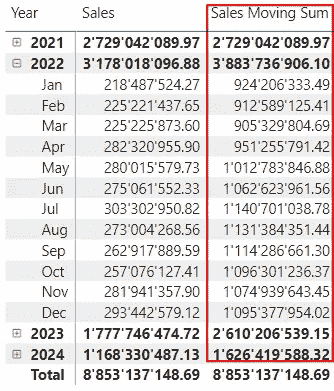 Year Sales Sales Moving Sum
2021 2'729'042'089.97 2'729'042'089.97
2022 3'178'018'096.88 3'883'736'906.10
Jan 218'487'524.27 924'206'333.49
Feb 225'221'437.65 912'589'125.41
Mar 225'225'873.60 905'329'804.69
Apr 282'320'955.90 951'255'791.42
May 280'015'579.73 1'012'783'846.88
Jun 275'061'552.33 1'062'623'961.56
Jul 303'302'950.82 1'140'701'038.78
Aug 273'004'268.56 1'131'384'351.44
Sep 262'917'889.59 1'114'286'661.30
Oct 257'076'127.41 1'096'301'236.37
Nov 281'941'357.90 1'074'939'643.45
Dec 293'442'579.12 1'095'377'954.02
2023 1'777'746'474.72 2'610'206'539.15
2024 1'168'330'487.13 1'626'419'588.32
Total 8'853'137'148.69 8'853'137'148.69